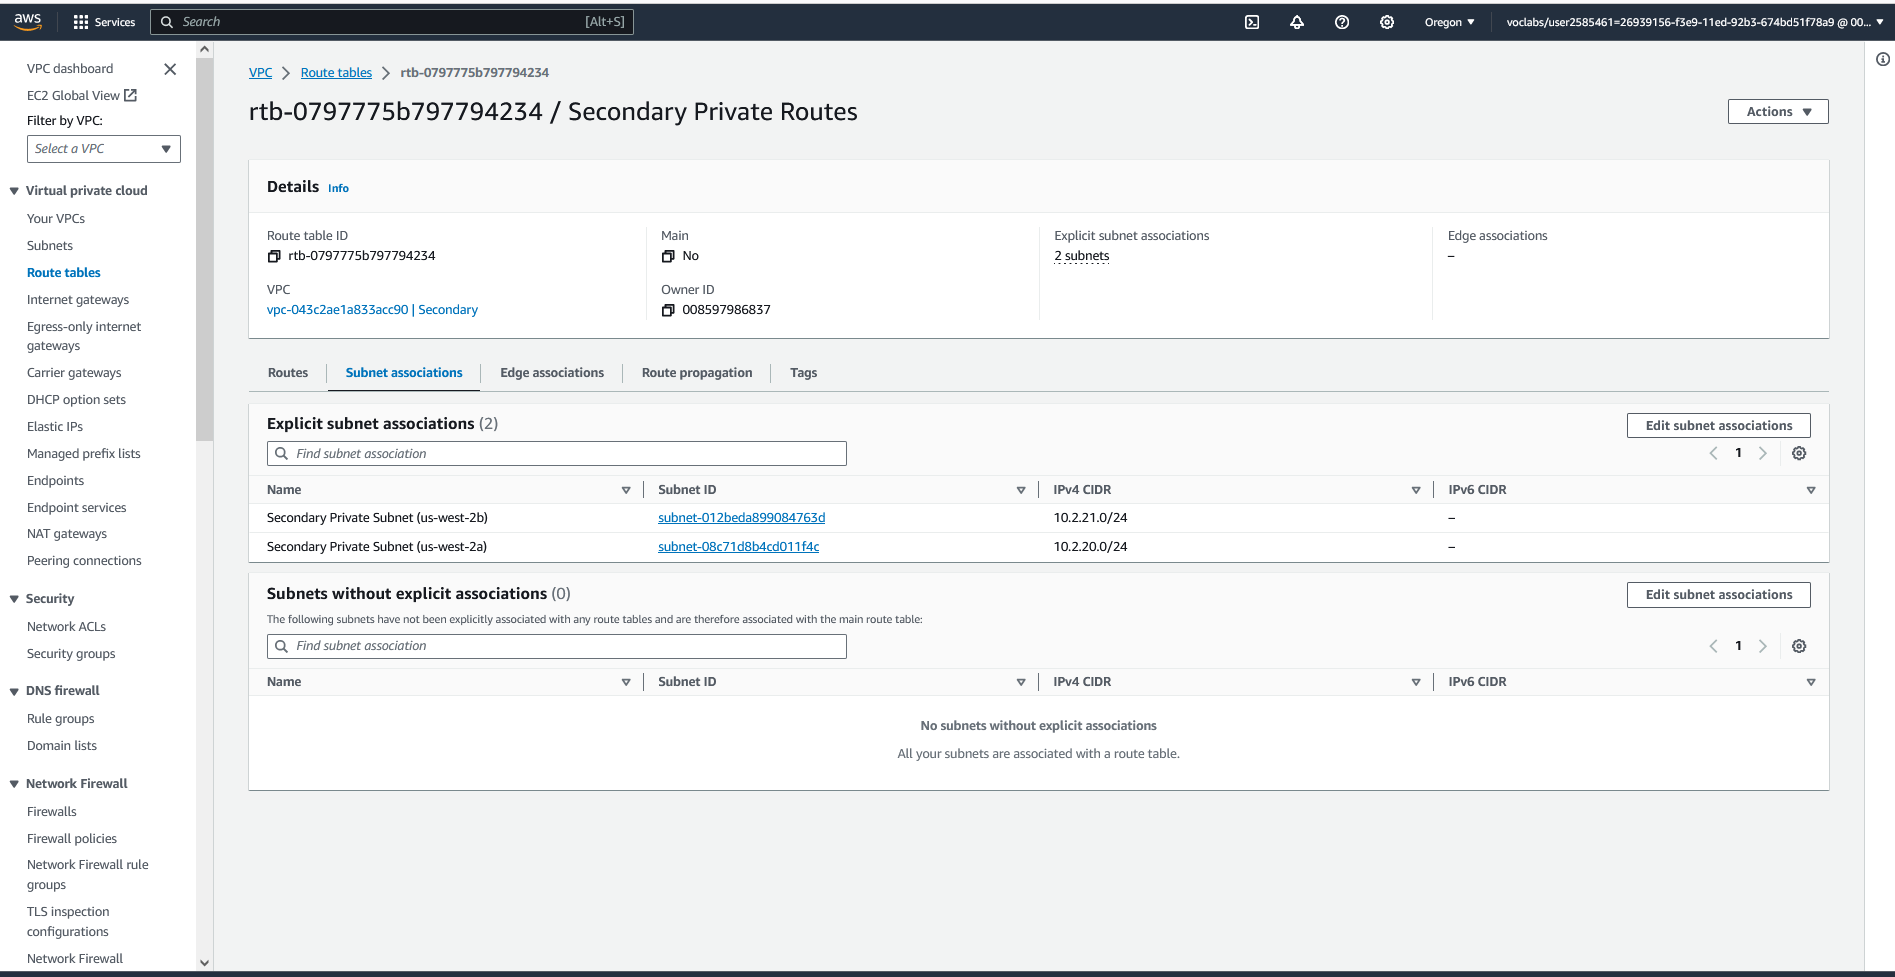 aws
Services
Search
[Alt+S]
Oregon
voclabs/user2585461=26939156-f3e9-11ed-92b3-674bd51f78a9 @ 00...
VPC dashboard
EC2 Global View
Filter by VPC:
Select a VPC
Virtual private cloud
Your VPCs
Subnets
Route tables
Internet gateways
Egress-only internet
gateways
Carrier gateways
DHCP option sets
Elastic IPs
Managed prefix lists
Endpoints
Endpoint services
NAT gateways
Peering connections
Security
Network ACLs
Security groups
DNS firewall
Rule groups
Domain lists
Network Firewall
Firewalls
Firewall policies
Network Firewall rule
groups
TLS inspection
configurations
Network Firewall
VPC > Route tables > rtb-0797775b797794234
rtb-0797775b797794234 / Secondary Private Routes
Actions
Details Info
Route table ID
rtb-0797775b797794234
VPC
vpc-043c2ae1a833acc90 | Secondary
Main
No
Owner ID
008597986837
Explicit subnet associations
2 subnets
Edge associations
–
Routes
Subnet associations
Edge associations
Route propagation
Tags
Explicit subnet associations (2)
Edit subnet associations
Find subnet association
1
Name Subnet ID IPv4 CIDR IPv6 CIDR
Secondary Private Subnet (us-west-2b) subnet-012beda899084763d 10.2.21.0/24 –
Secondary Private Subnet (us-west-2a) subnet-08c71d8b4cd011f4c 10.2.20.0/24 –
Subnets without explicit associations (0)
Edit subnet associations
The following subnets have not been explicitly associated with any route tables and are therefore associated with the main route table:
Find subnet association
1
Name Subnet ID IPv4 CIDR IPv6 CIDR
No subnets without explicit associations
All your subnets are associated with a route table.